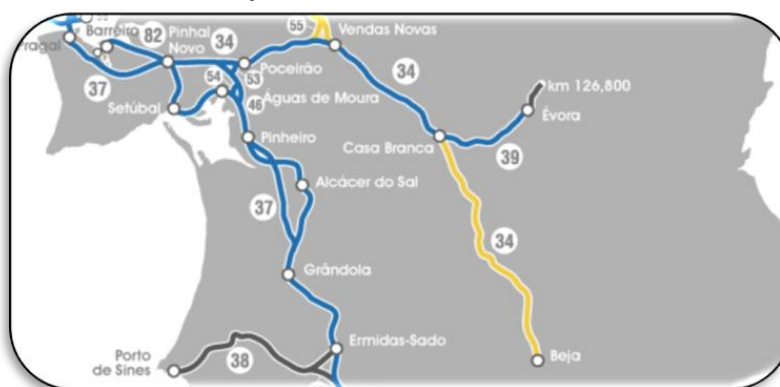 55
Vendas Novas
Barreiro
82
Pinhal
Novo
34
Pragal
Poceirão
34
37
54
53
km 126,800
Setúbal
46
Águas de Moura
Évora
Pinheiro
Casa Branca
39
Alcácer do Sal
37
34
Grândola
Ermidas-Sado
Porto
de Sines
38
Beja